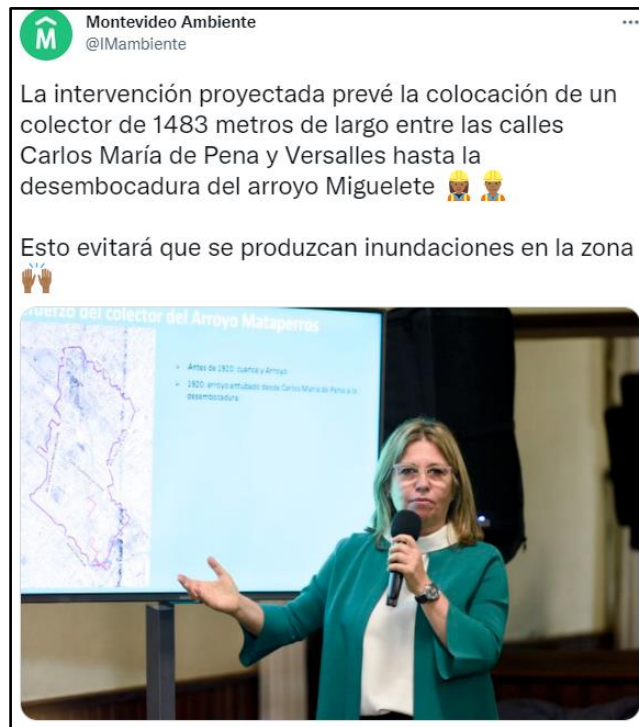 Montevideo Ambiente
@IMambiente
La intervención proyectada prevé la colocación de un
colector de 1483 metros de largo entre las calles
Carlos María de Pena y Versalles hasta la
desembocadura del arroyo Miguelete 👷🏾‍♀️ 👷🏽
Esto evitará que se produzcan inundaciones en la zona
🙌🏾
del colector del Arroyo Mataperros
➢ Antes de 1920: cuenca y Arroyo
➢ 1920: arroyo entubado desde Carlos María de Pena a la
desembocadura